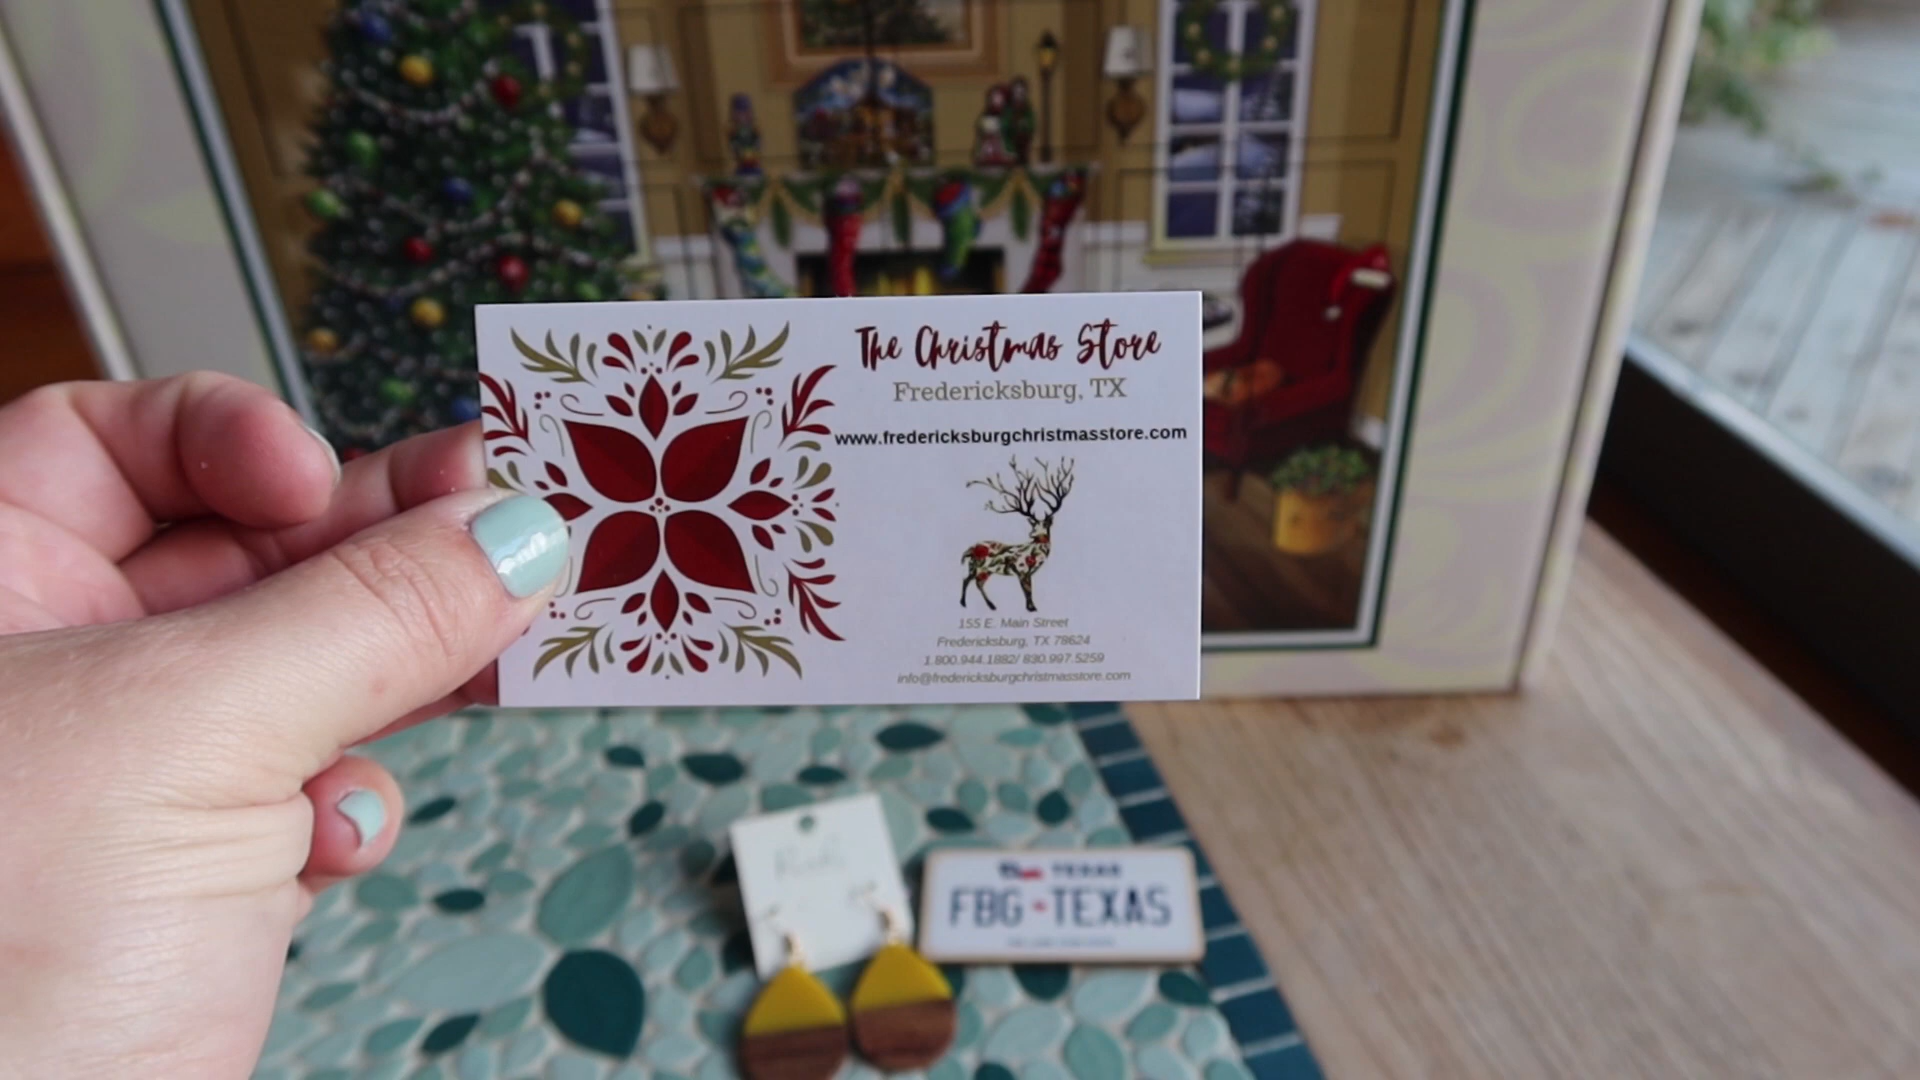 The Christmas Store
Fredericksburg, TX
www.fredericksburgchristmasstore.com
155 E. Main Street
Fredericksburg, TX 78624
1.800.944.1882/ 830.997.5259
info@fredericksburgchristmasstore.com
TEXAS
FBG TEXAS